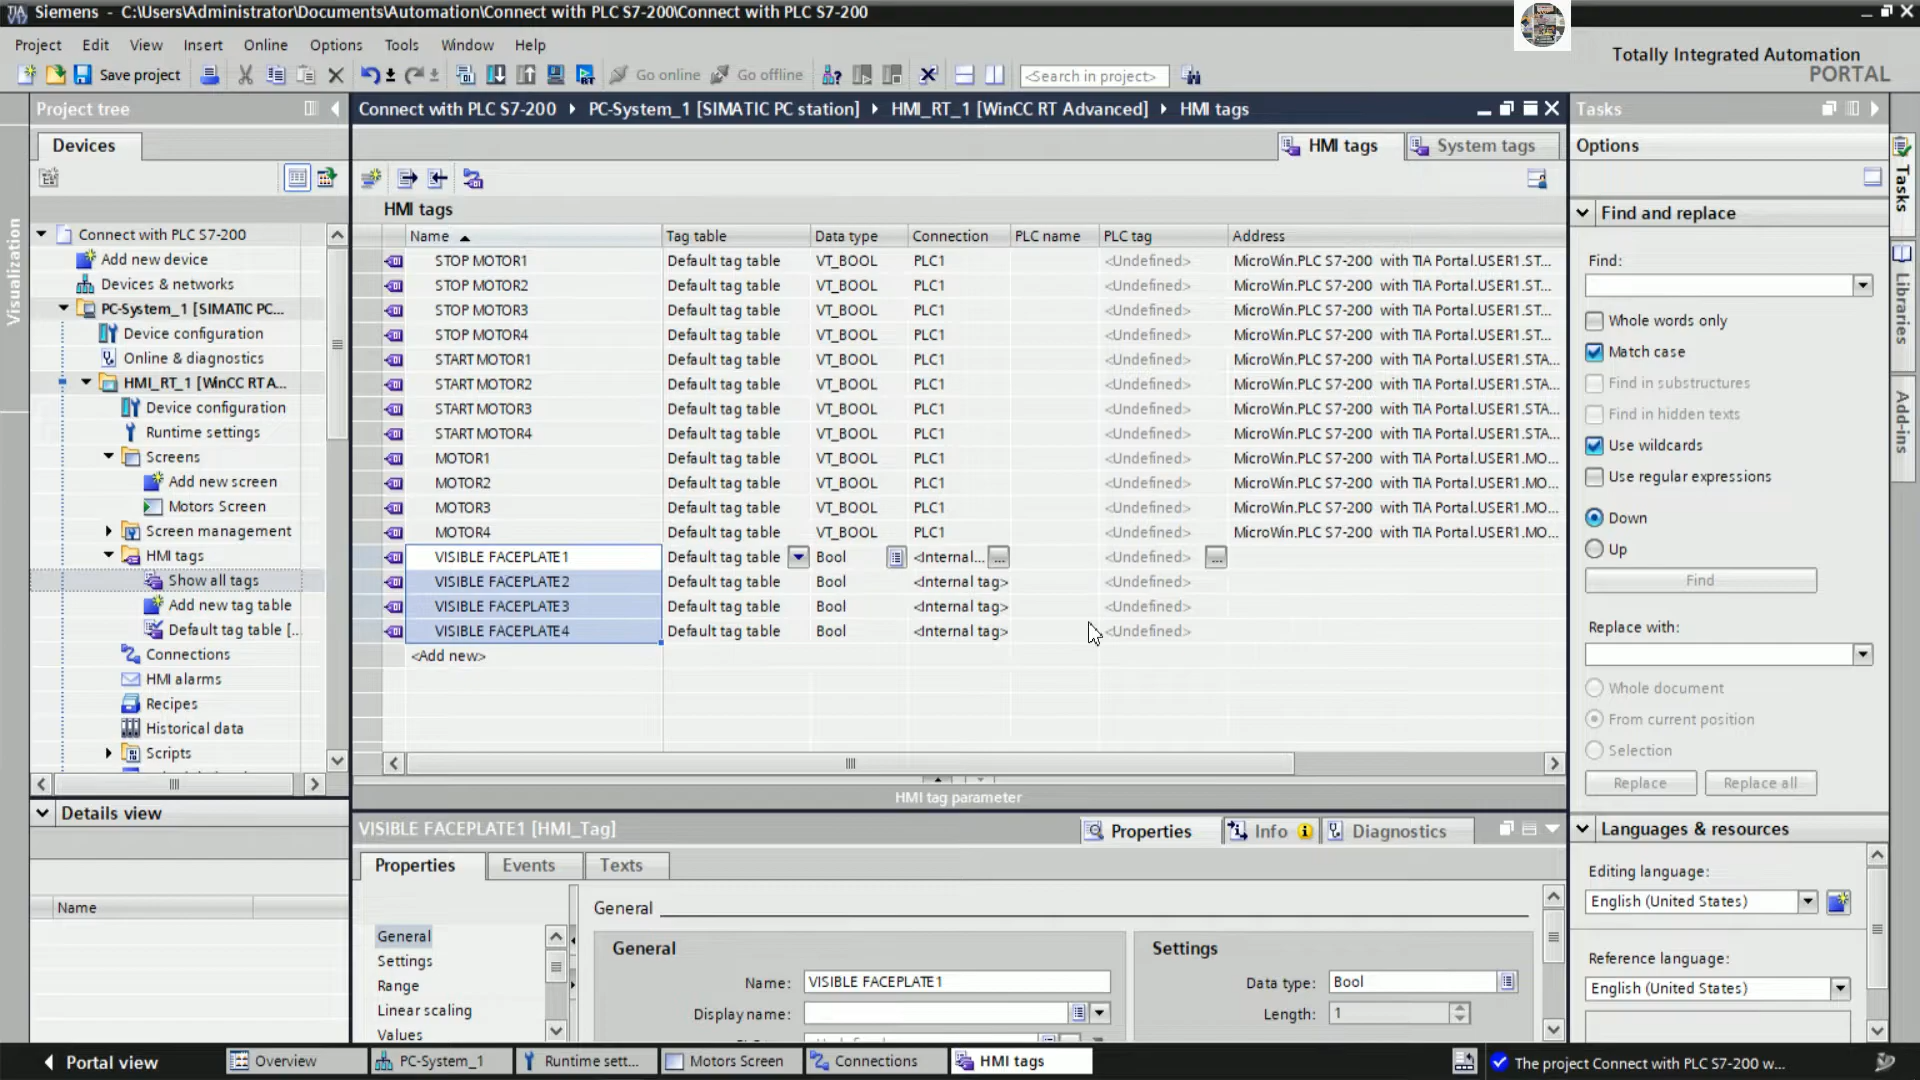 Siemens - C:\Users\Administrator\Documents\Automation\Connect with PLC S7-200\Connect with PLC S7-200
Project Edit View Insert Online Options Tools Window Help
Totally Integrated Automation
PORTAL
Save project Go online Go offline <Search in project>
Project tree
Connect with PLC S7-200 PC-System_1 [SIMATIC PC station] HMI_RT_1 [WinCC RT Advanced] HMI tags
Tasks
Devices
HMI tags System tags
Options
HMI tags
Find and replace
Name Tag table Data type Connection PLC name PLC tag Address
STOP MOTOR1 Default tag table VT_BOOL PLC1 <Undefined> MicroWin.PLC S7-200 with TIA Portal.USER1.ST...
STOP MOTOR2 Default tag table VT_BOOL PLC1 <Undefined> MicroWin.PLC S7-200 with TIA Portal.USER1.ST...
STOP MOTOR3 Default tag table VT_BOOL PLC1 <Undefined> MicroWin.PLC S7-200 with TIA Portal.USER1.ST...
STOP MOTOR4 Default tag table VT_BOOL PLC1 <Undefined> MicroWin.PLC S7-200 with TIA Portal.USER1.ST...
START MOTOR1 Default tag table VT_BOOL PLC1 <Undefined> MicroWin.PLC S7-200 with TIA Portal.USER1.STA...
START MOTOR2 Default tag table VT_BOOL PLC1 <Undefined> MicroWin.PLC S7-200 with TIA Portal.USER1.STA...
START MOTOR3 Default tag table VT_BOOL PLC1 <Undefined> MicroWin.PLC S7-200 with TIA Portal.USER1.STA...
START MOTOR4 Default tag table VT_BOOL PLC1 <Undefined> MicroWin.PLC S7-200 with TIA Portal.USER1.STA...
MOTOR1 Default tag table VT_BOOL PLC1 <Undefined> MicroWin.PLC S7-200 with TIA Portal.USER1.MO...
MOTOR2 Default tag table VT_BOOL PLC1 <Undefined> MicroWin.PLC S7-200 with TIA Portal.USER1.MO...
MOTOR3 Default tag table VT_BOOL PLC1 <Undefined> MicroWin.PLC S7-200 with TIA Portal.USER1.MO...
MOTOR4 Default tag table VT_BOOL PLC1 <Undefined> MicroWin.PLC S7-200 with TIA Portal.USER1.MO...
VISIBLE FACEPLATE1 Default tag table Bool <Internal... ... <Undefined> ...
VISIBLE FACEPLATE2 Default tag table Bool <Internal tag> <Undefined>
VISIBLE FACEPLATE3 Default tag table Bool <Internal tag> <Undefined>
VISIBLE FACEPLATE4 Default tag table Bool <Internal tag> <Undefined>
<Add new>
Connect with PLC S7-200
Add new device
Devices & networks
PC-System_1 [SIMATIC PC...
Device configuration
Online & diagnostics
HMI_RT_1 [WinCC RT A...
Device configuration
Runtime settings
Screens
Add new screen
Motors Screen
Screen management
HMI tags
Show all tags
Add new tag table
Default tag table [..
Connections
HMI alarms
Recipes
Historical data
Scripts
Visualization
Details view
Name
HMI tag parameter
VISIBLE FACEPLATE1 [HMI_Tag]
Properties Info Diagnostics
Properties Events Texts
General
Settings
Range
Linear scaling
Values
General
General
Name: VISIBLE FACEPLATE1
Display name:
Settings
Data type: Bool
Length: 1
Find:
Whole words only
Match case
Find in substructures
Find in hidden texts
Use wildcards
Use regular expressions
Down
Up
Find
Replace with:
Whole document
From current position
Selection
Replace Replace all
Languages & resources
Editing language:
English (United States)
Reference language:
English (United States)
Tasks
Libraries
Add-ins
Portal view Overview PC-System_1 Runtime sett... Motors Screen Connections HMI tags
The project Connect with PLC S7-200 w...